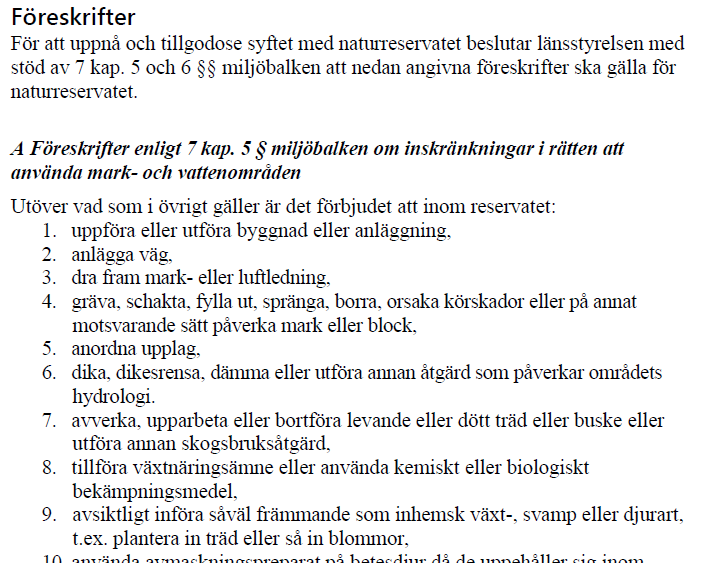 Föreskrifter
För att uppnå och tillgodose syftet med naturreservatet beslutar länsstyrelsen med
stöd av 7 kap. 5 och 6 §§ miljöbalken att nedan angivna föreskrifter ska gälla för
naturreservatet.
A Föreskrifter enligt 7 kap. 5 § miljöbalken om inskränkningar i rätten att
använda mark- och vattenområden
Utöver vad som i övrigt gäller är det förbjudet att inom reservatet:
1. uppföra eller utföra byggnad eller anläggning,
2. anlägga väg,
3. dra fram mark- eller luftledning,
4. gräva, schakta, fylla ut, spränga, borra, orsaka körskador eller på annat
motsvarande sätt påverka mark eller block,
5. anordna upplag,
6. dika, dikesrensa, dämma eller utföra annan åtgärd som påverkar områdets
hydrologi.
7. avverka, upparbeta eller bortföra levande eller dött träd eller buske eller
utföra annan skogsbruksåtgärd,
8. tillföra växtnäringsämne eller använda kemiskt eller biologiskt
bekämpningsmedel,
9. avsiktligt införa såväl främmande som inhemsk växt-, svamp eller djurart,
t.ex. plantera in träd eller så in blommor,
10. använda avmaskningspreparat på betesdjur då de uppehåller sig inom